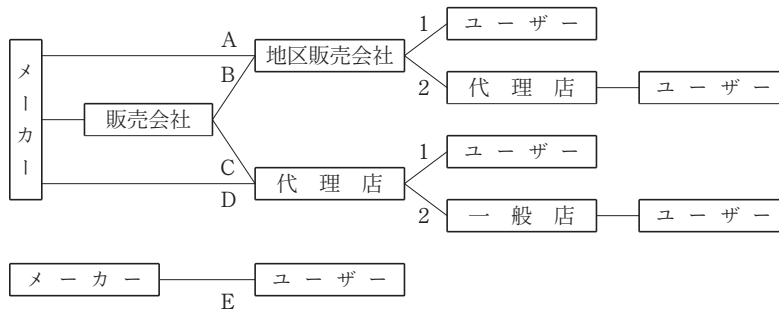 メーカー
販売会社
A
B
C
D
地区販売会社
1
ユーザー
2
代理店
ユーザー
代理店
1
ユーザー
2
一般店
ユーザー
メーカー
E
ユーザー